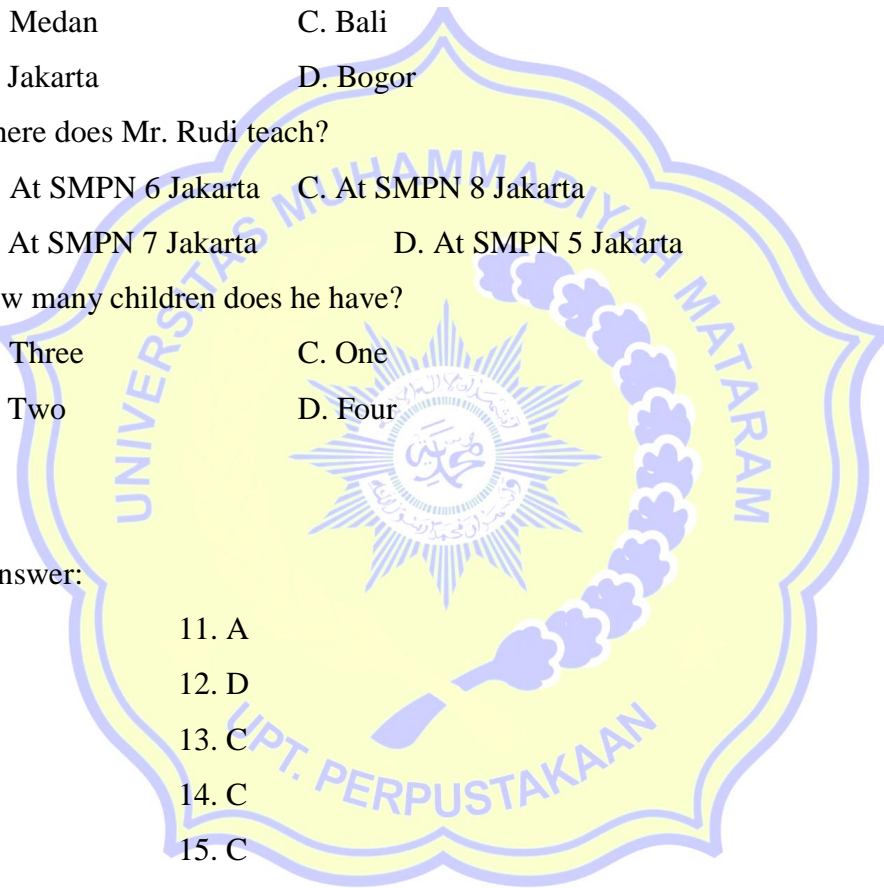 Medan C. Bali
Jakarta D. Bogor
here does Mr. Rudi teach?
At SMPN 6 Jakarta C. At SMPN 8 Jakarta
At SMPN 7 Jakarta D. At SMPN 5 Jakarta
w many children does he have?
Three C. One
Two D. Four
nswer:
11. A
12. D
13. C
14. C
15. C
UNIVERSITAS MUHAMMADIYAH MATARAM
UPT. PERPUSTAKAAN